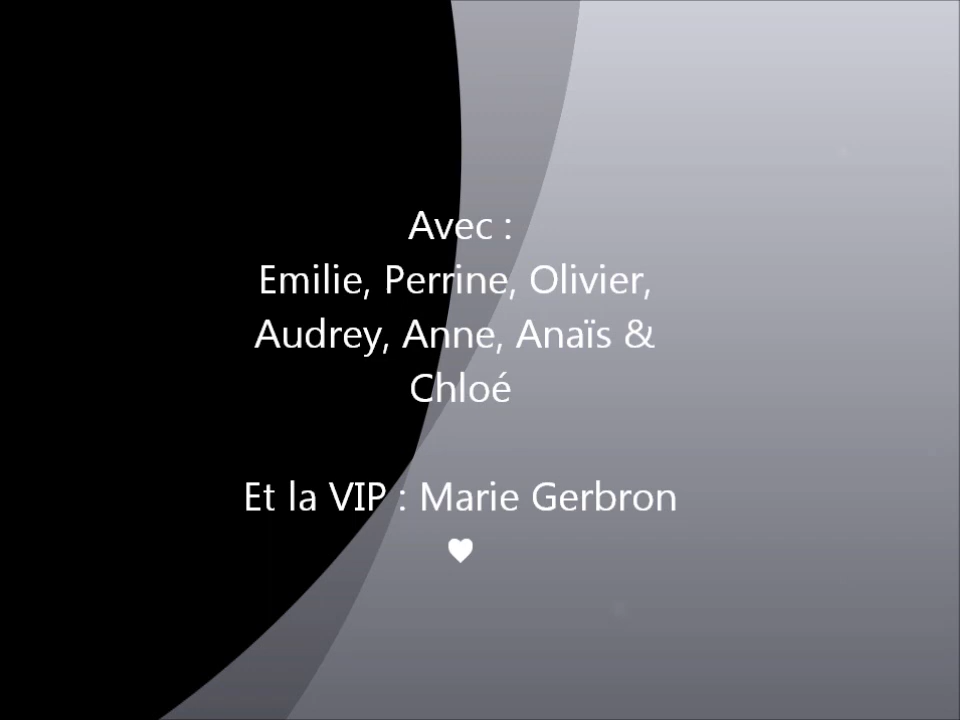 Avec :
Emilie, Perrine, Olivier,
Audrey, Anne, Anaïs &
Chloé
Et la VIP : Marie Gerbron
♥